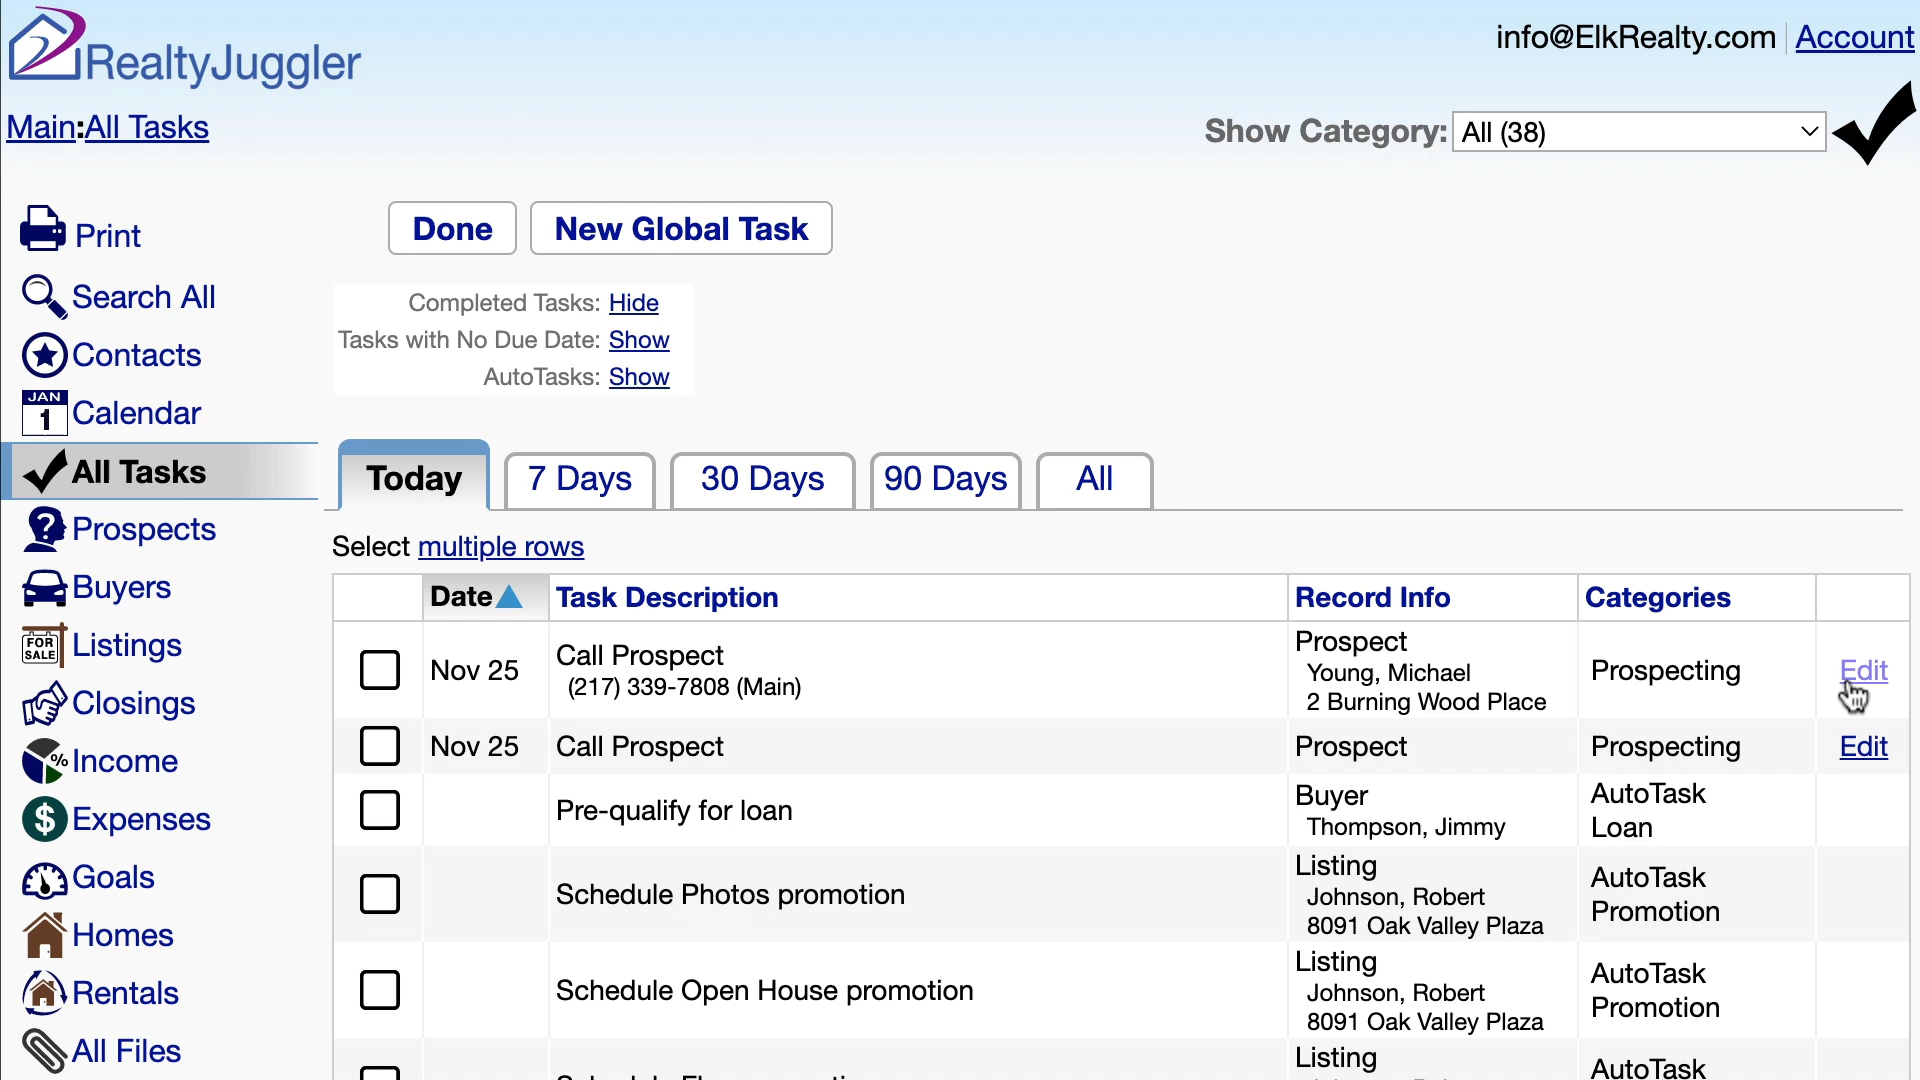 RealtyJuggler
info@ElkRealty.com Account
Main:All Tasks
Show Category: All (38)
Print
Search All
Contacts
JAN
1
Calendar
All Tasks
Prospects
Buyers
FOR
SALE
Listings
Closings
%
Income
$
Expenses
Goals
Homes
Rentals
All Files
Done New Global Task
Completed Tasks: Hide
Tasks with No Due Date: Show
AutoTasks: Show
Today 7 Days 30 Days 90 Days All
Select multiple rows
Date Task Description Record Info Categories
Nov 25
Call Prospect
(217) 339-7808 (Main)
Prospect
Young, Michael
2 Burning Wood Place
Prospecting
Edit
Nov 25 Call Prospect Prospect Prospecting Edit
Pre-qualify for loan
Buyer
Thompson, Jimmy
AutoTask
Loan
Schedule Photos promotion
Listing
Johnson, Robert
8091 Oak Valley Plaza
AutoTask
Promotion
Schedule Open House promotion
Listing
Johnson, Robert
8091 Oak Valley Plaza
AutoTask
Promotion
Listing
AutoTask